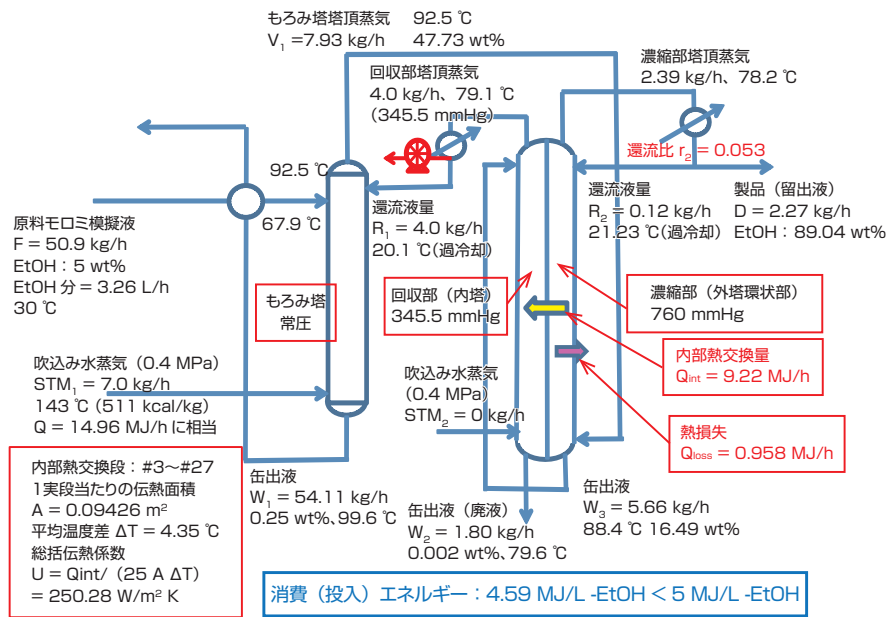 もろみ塔塔頂蒸気　92.5 ℃
V₁ =7.93 kg/h　47.73 wt%
濃縮部塔頂蒸気
2.39 kg/h、78.2 ℃
回収部塔頂蒸気
4.0 kg/h、79.1 ℃
(345.5 mmHg)
還流比 r₂ = 0.053
92.5 ℃
67.9 ℃
原料モロミ模擬液
F = 50.9 kg/h
EtOH：5 wt%
EtOH 分 = 3.26 L/h
30 ℃
還流液量
R₁ = 4.0 kg/h
20.1 ℃(過冷却)
還流液量
R₂ = 0.12 kg/h
21.23 ℃(過冷却)
製品（留出液）
D = 2.27 kg/h
EtOH：89.04 wt%
もろみ塔
常圧
回収部（内塔）
345.5 mmHg
濃縮部（外塔環状部）
760 mmHg
内部熱交換量
Qint = 9.22 MJ/h
熱損失
Qloss = 0.958 MJ/h
吹込み水蒸気（0.4 MPa）
STM₁ = 7.0 kg/h
143 ℃ (511 kcal/kg)
Q = 14.96 MJ/h に相当
吹込み水蒸気
(0.4 MPa)
STM₂ = 0 kg/h
内部熱交換段：#3～#27
1実段当たりの伝熱面積
A = 0.09426 m²
平均温度差 ΔT = 4.35 ℃
総括伝熱係数
U = Qint/（25 A ΔT）
= 250.28 W/m² K
缶出液
W₁ = 54.11 kg/h
0.25 wt%、99.6 ℃
缶出液（廃液）
W₂ = 1.80 kg/h
0.002 wt%、79.6 ℃
缶出液
W₃ = 5.66 kg/h
88.4 ℃ 16.49 wt%
消費（投入）エネルギー：4.59 MJ/L -EtOH < 5 MJ/L -EtOH